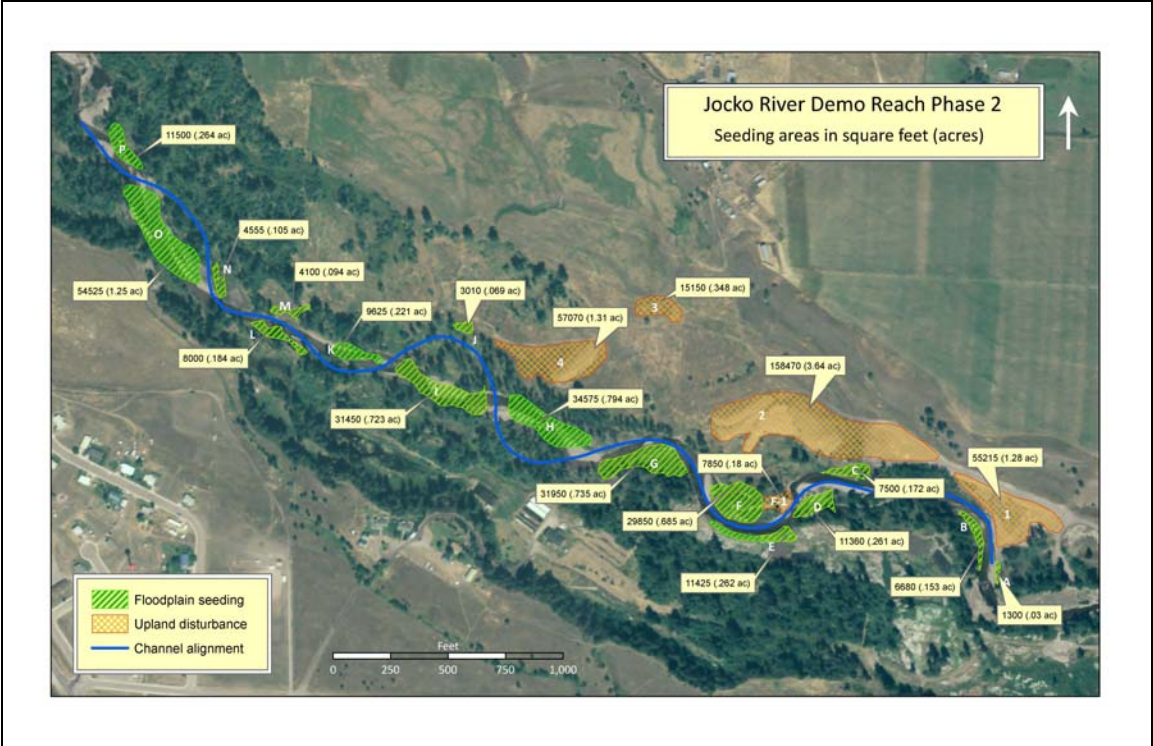 Jocko River Demo Reach Phase 2
Seeding areas in square feet (acres)
P
11500 (.264 ac)
O
4555 (.105 ac)
N
54525 (1.25 ac)
4100 (.094 ac)
M
L
8000 (.184 ac)
9625 (.221 ac)
K
3010 (.069 ac)
J
15150 (.348 ac)
3
57070 (1.31 ac)
4
I
31450 (.723 ac)
34575 (.794 ac)
H
158470 (3.64 ac)
2
G
31950 (.735 ac)
7850 (.18 ac)
F-1
F
29850 (.685 ac)
C
7500 (.172 ac)
55215 (1.28 ac)
1
D
11360 (.261 ac)
E
11425 (.262 ac)
B
6680 (.153 ac)
A
1300 (.03 ac)
Floodplain seeding
Upland disturbance
Channel alignment
Feet
0 250 500 750 1,000